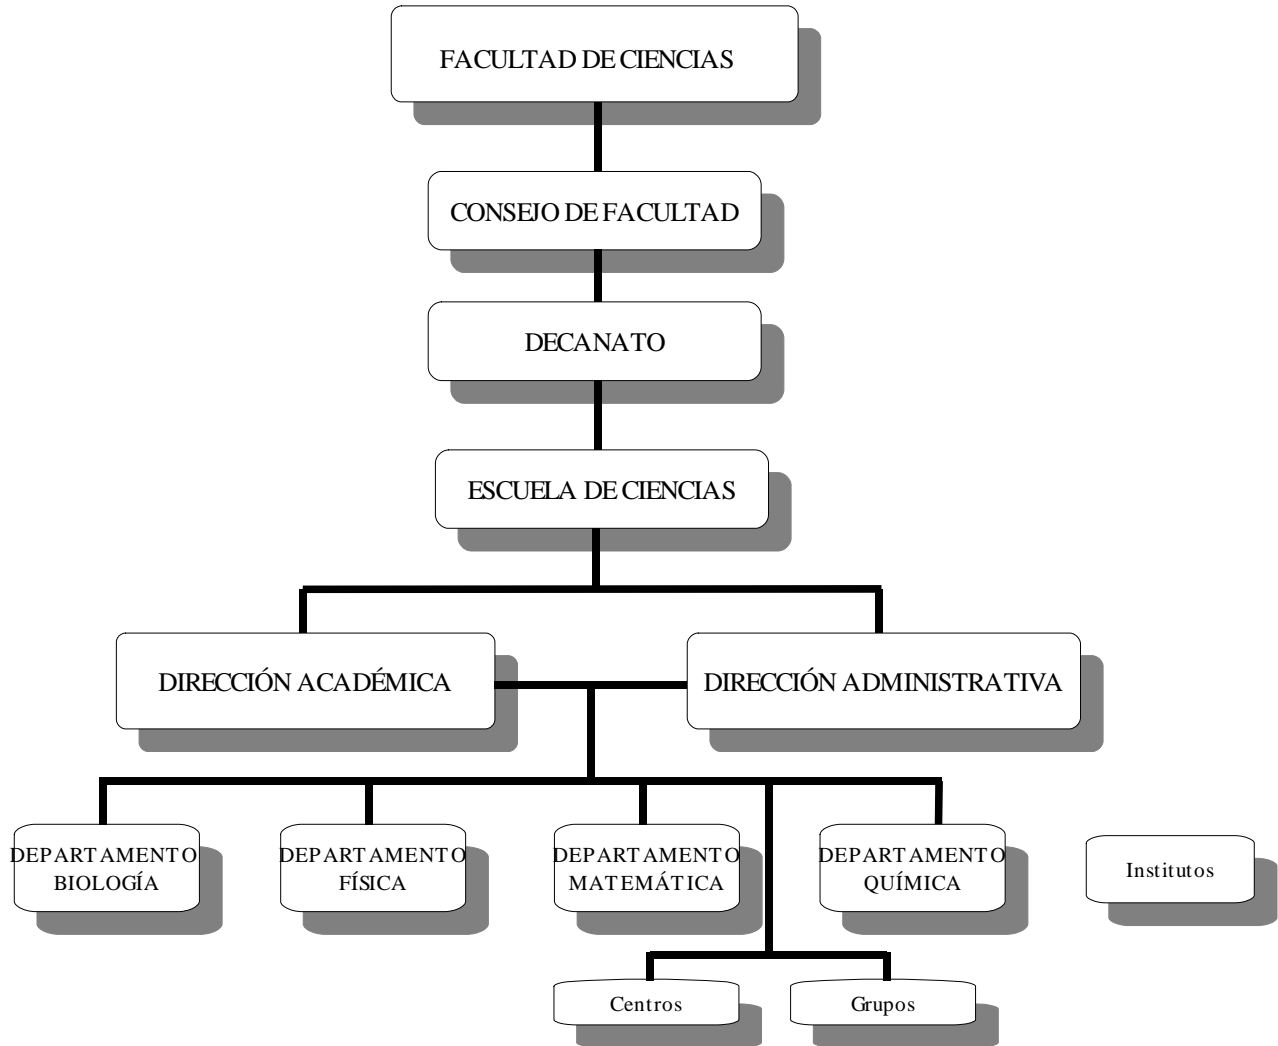 FACULTAD DE CIENCIAS
CONSEJO DE FACULTAD
DECANATO
ESCUELA DE CIENCIAS
DIRECCIÓN ACADÉMICA
DIRECCIÓN ADMINISTRATIVA
DEPARTAMENTO
BIOLOGÍA
DEPARTAMENTO
FÍSICA
DEPARTAMENTO
MATEMÁTICA
DEPARTAMENTO
QUÍMICA
Institutos
Centros
Grupos